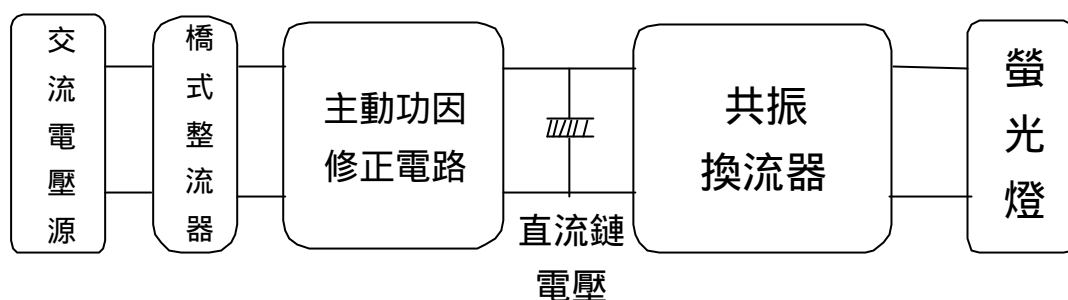 交流電壓源
橋式整流器
主動功因
修正電路
直流鏈
電壓
共振
換流器
螢光燈